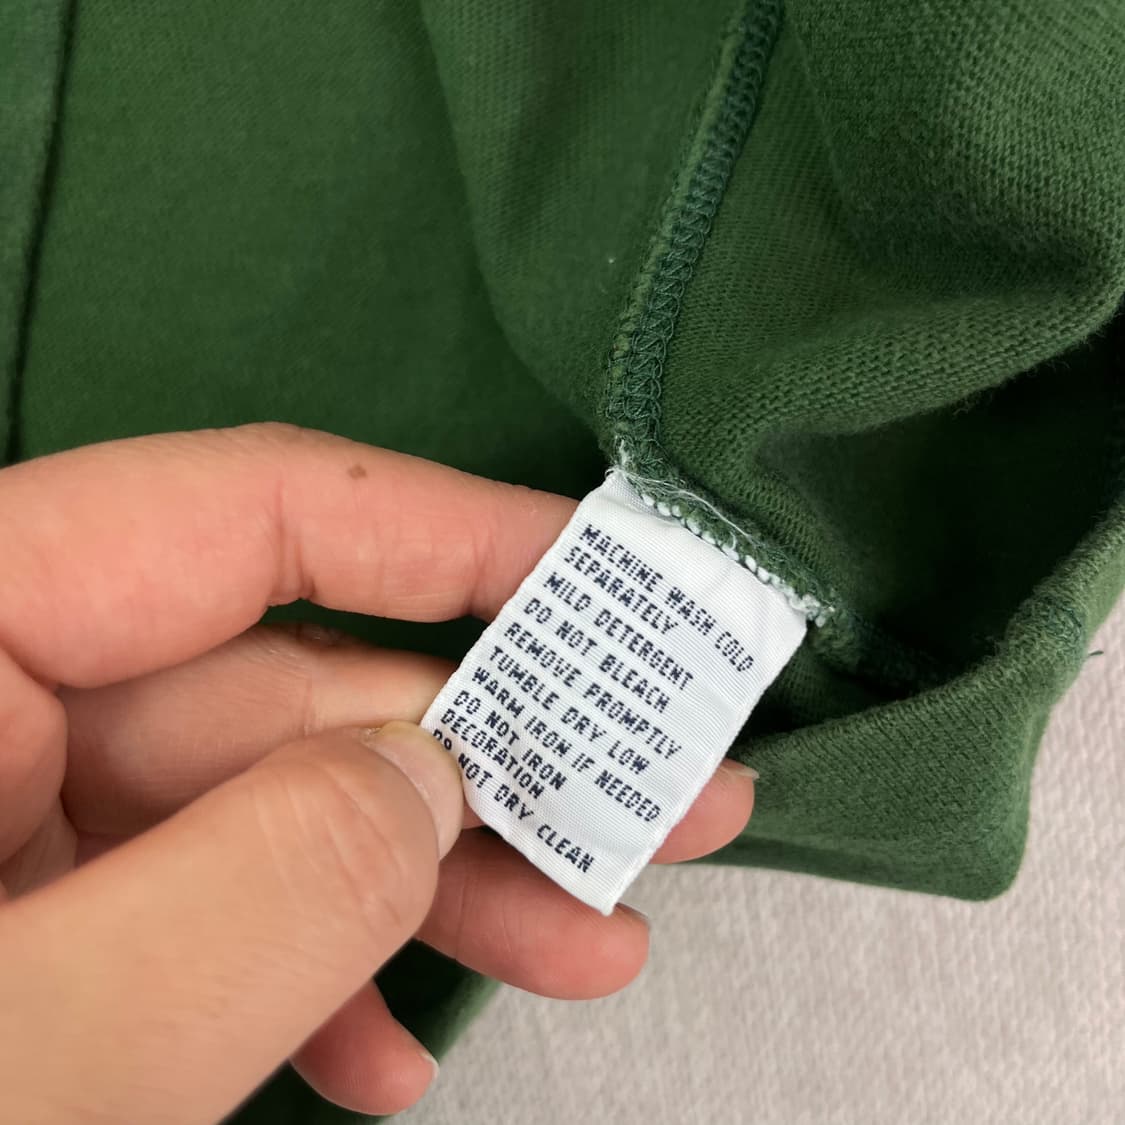 MACHINE WASH COLD
SEPARATELY
MILD DETERGENT
DO NOT BLEACH
REMOVE PROMPTLY
TUMBLE DRY LOW
WARM IRON IF NEEDED
DO NOT IRON
DECORATION
DO NOT DRY CLEAN